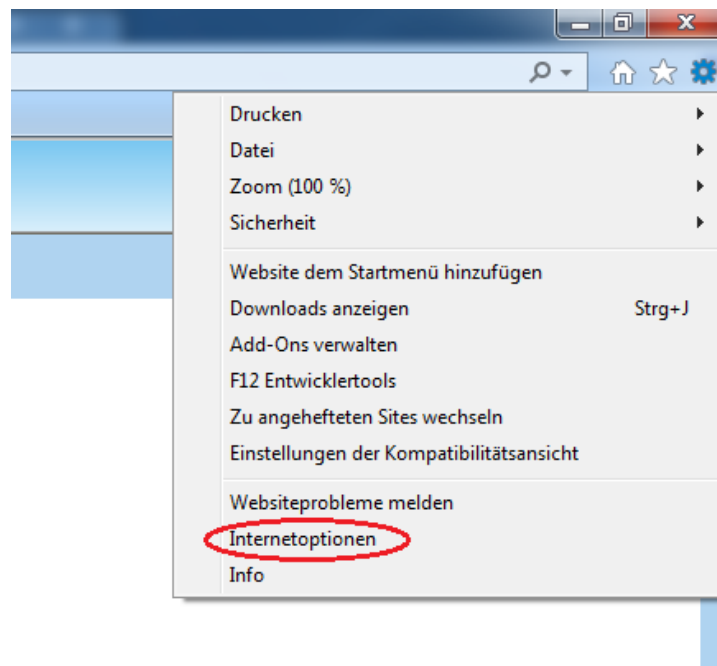 Drucken
Datei
Zoom (100 %)
Sicherheit
Website dem Startmenü hinzufügen
Downloads anzeigen Strg+J
Add-Ons verwalten
F12 Entwicklertools
Zu angehefteten Sites wechseln
Einstellungen der Kompatibilitätsansicht
Websiteprobleme melden
Internetoptionen
Info